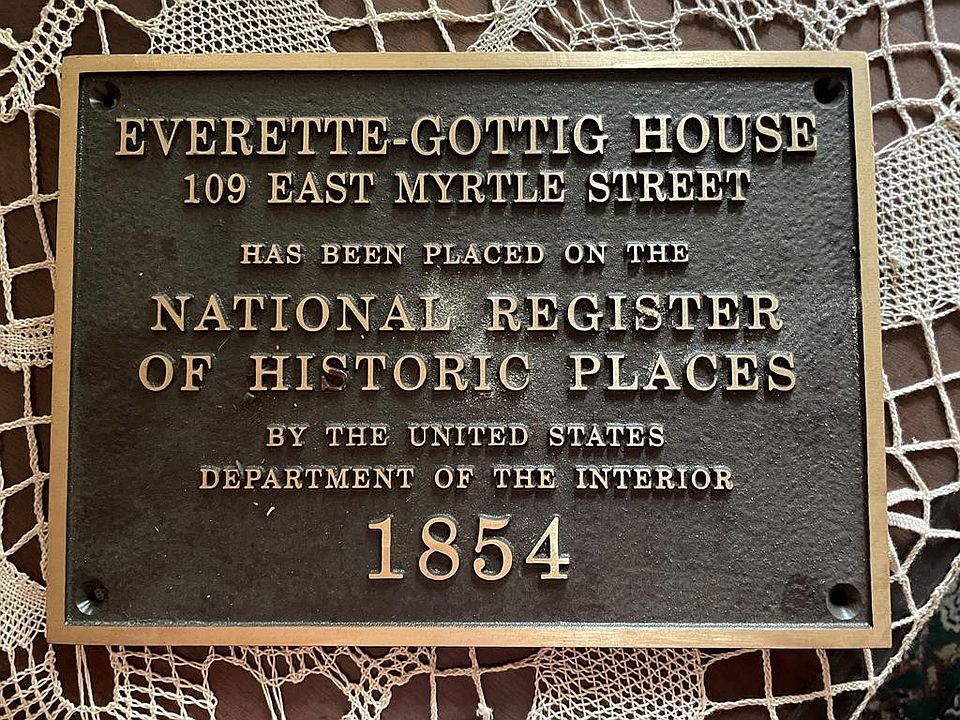 EVERETTE-GOTTIG HOUSE
109 EAST MYRTLE STREET
HAS BEEN PLACED ON THE
NATIONAL REGISTER
OF HISTORIC PLACES
BY THE UNITED STATES
DEPARTMENT OF THE INTERIOR
1854